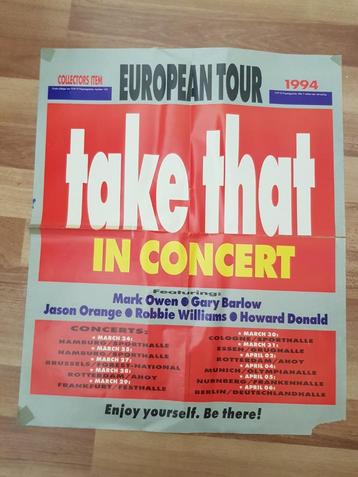 COLLECTORS ITEM
EUROPEAN TOUR
1994
take that
IN CONCERT
Featuring:
Mark Owen ● Gary Barlow
Jason Orange ● Robbie Williams ● Howard Donald
CONCERTS:
• MARCH 24:
HAMBURG/SPORTHALLE
• MARCH 25:
HAMBURG/SPORTHALLE
• MARCH 27:
BRUSSELS/FOREST-NATIONAL
• MARCH 28:
ROTTERDAM/AHOY
• MARCH 29:
FRANKFURT/FESTHALLE
• MARCH 30:
COLOGNE/SPORTHALLE
• MARCH 31:
ESSEN/GRUGHALLE
• APRIL 02:
ROTTERDAM/AHOY
• APRIL 04:
MUNICH/OLYMPIAHALLE
• APRIL 05:
NURNBERG/FRANKENHALLE
• APRIL 06:
BERLIN/DEUTSCHLANDHALLE
Enjoy yourself. Be there!